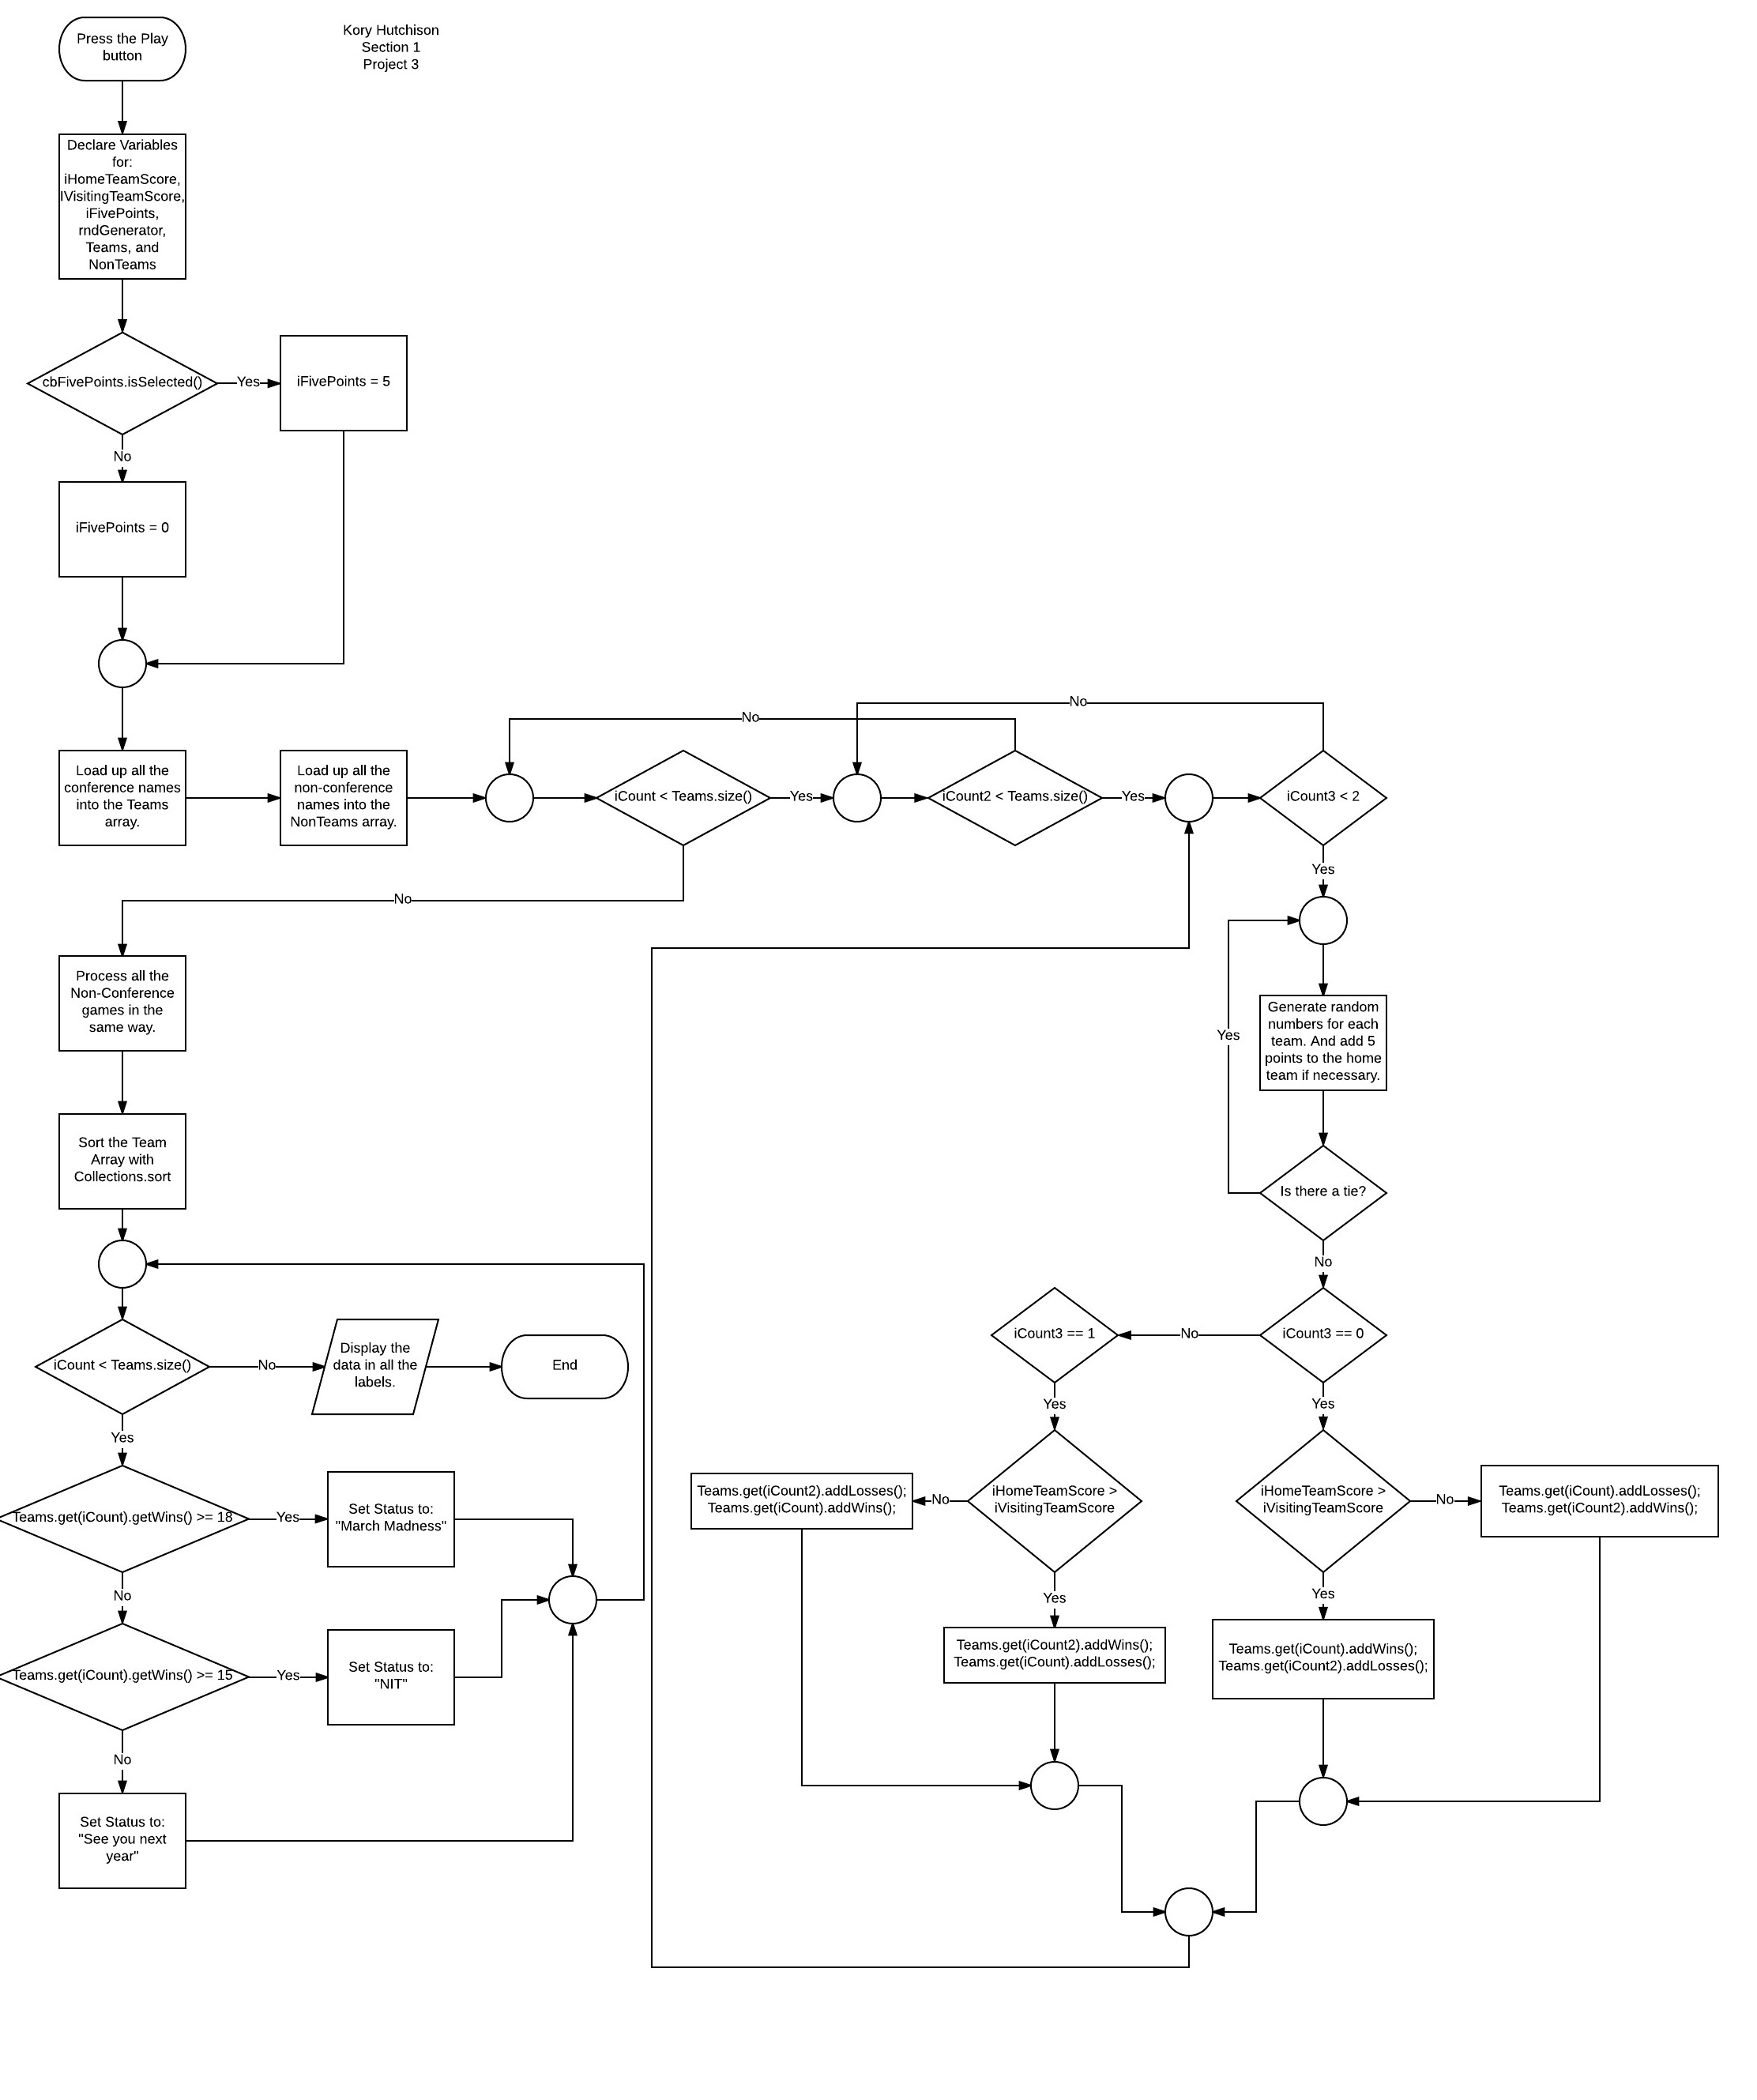 Press the Play
button
Kory Hutchison
Section 1
Project 3
Declare Variables
for:
iHomeTeamScore,
IVisitingTeamScore,
iFivePoints,
rndGenerator,
Teams, and
NonTeams
cbFivePoints.isSelected()
Yes
iFivePoints = 5
No
iFivePoints = 0
Load up all the
conference names
into the Teams
array.
Load up all the
non-conference
names into the
NonTeams array.
No
iCount < Teams.size()
Yes
No
iCount2 < Teams.size()
Yes
iCount3 < 2
Yes
No
Process all the
Non-Conference
games in the
same way.
Generate random
numbers for each
team. And add 5
points to the home
team if necessary.
Yes
Is there a tie?
No
Sort the Team
Array with
Collections.sort
iCount < Teams.size()
No
Display the
data in all the
labels.
End
Yes
Teams.get(iCount).getWins() >= 18
Yes
Set Status to:
"March Madness"
No
Teams.get(iCount).getWins() >= 15
Yes
Set Status to:
"NIT"
No
Set Status to:
"See you next
year"
iCount3 == 1
No
iCount3 == 0
Yes
Yes
Teams.get(iCount2).addLosses();
Teams.get(iCount).addWins();
No
iHomeTeamScore >
iVisitingTeamScore
iHomeTeamScore >
iVisitingTeamScore
No
Teams.get(iCount).addLosses();
Teams.get(iCount2).addWins();
Yes
Yes
Teams.get(iCount2).addWins();
Teams.get(iCount).addLosses();
Teams.get(iCount).addWins();
Teams.get(iCount2).addLosses();